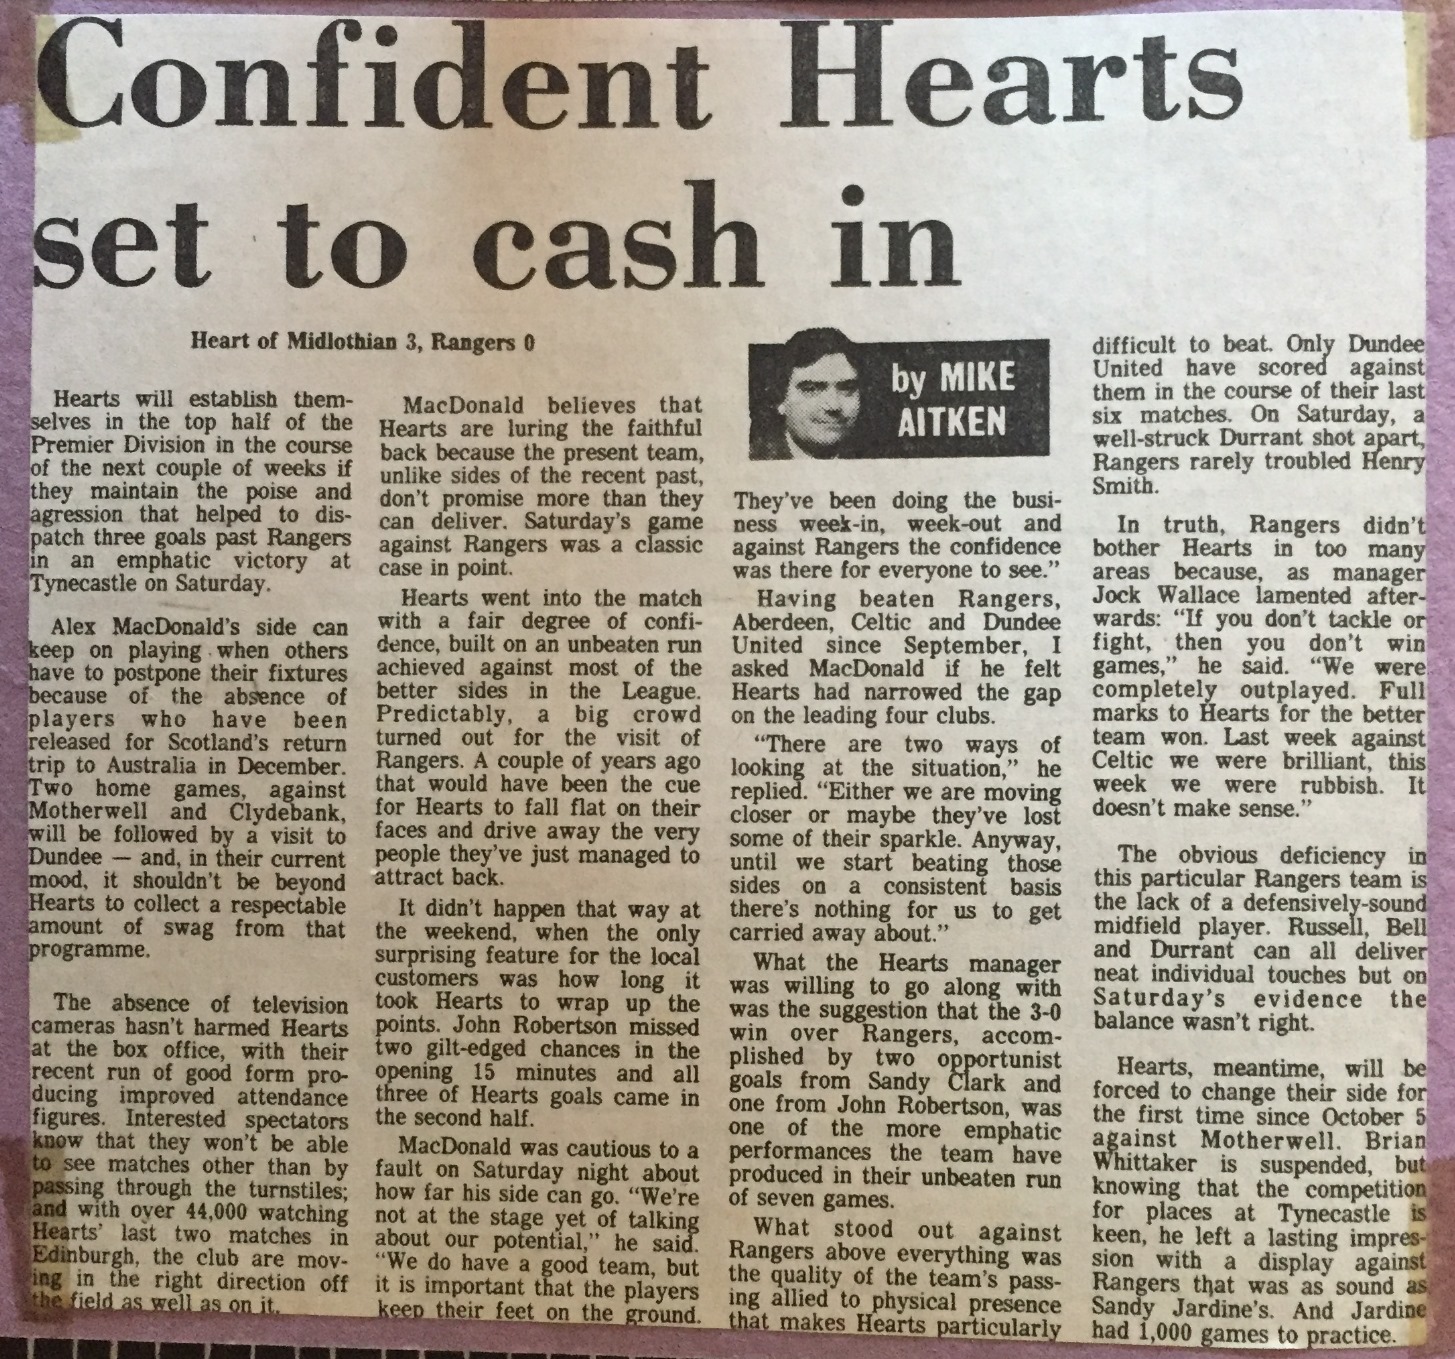 Confident Hearts
set to cash in
Heart of Midlothian 3, Rangers 0
Hearts will establish them-
selves in the top half of the
Premier Division in the course
of the next couple of weeks if
they maintain the poise and
agression that helped to dis-
patch three goals past Rangers
in an emphatic victory at
Tynecastle on Saturday.
Alex MacDonald's side can
keep on playing when others
have to postpone their fixtures
because of the absence of
players who have been
released for Scotland's return
trip to Australia in December.
Two home games, against
Motherwell and Clydebank,
will be followed by a visit to
Dundee — and, in their current
mood, it shouldn't be beyond
Hearts to collect a respectable
amount of swag from that
programme.
The absence of television
cameras hasn't harmed Hearts
at the box office, with their
recent run of good form pro-
ducing improved attendance
figures. Interested spectators
know that they won't be able
to see matches other than by
passing through the turnstiles;
and with over 44,000 watching
Hearts' last two matches in
Edinburgh, the club are mov-
ing in the right direction off
the field as well as on it.
MacDonald believes that
Hearts are luring the faithful
back because the present team,
unlike sides of the recent past,
don't promise more than they
can deliver. Saturday's game
against Rangers was a classic
case in point.
Hearts went into the match
with a fair degree of confi-
dence, built on an unbeaten run
achieved against most of the
better sides in the League.
Predictably, a big crowd
turned out for the visit of
Rangers. A couple of years ago
that would have been the cue
for Hearts to fall flat on their
faces and drive away the very
people they've just managed to
attract back.
It didn't happen that way at
the weekend, when the only
surprising feature for the local
customers was how long it
took Hearts to wrap up the
points. John Robertson missed
two gilt-edged chances in the
opening 15 minutes and all
three of Hearts goals came in
the second half.
MacDonald was cautious to a
fault on Saturday night about
how far his side can go. "We're
not at the stage yet of talking
about our potential," he said.
"We do have a good team, but
it is important that the players
keep their feet on the ground.
by MIKE
AITKEN
They've been doing the busi-
ness week-in, week-out and
against Rangers the confidence
was there for everyone to see."
Having beaten Rangers,
Aberdeen, Celtic and Dundee
United since September, I
asked MacDonald if he felt
Hearts had narrowed the gap
on the leading four clubs.
"There are two ways of
looking at the situation," he
replied. "Either we are moving
closer or maybe they've lost
some of their sparkle. Anyway,
until we start beating those
sides on a consistent basis
there's nothing for us to get
carried away about."
What the Hearts manager
was willing to go along with
was the suggestion that the 3-0
win over Rangers, accom-
plished by two opportunist
goals from Sandy Clark and
one from John Robertson, was
one of the more emphatic
performances the team have
produced in their unbeaten run
of seven games.
What stood out against
Rangers above everything was
the quality of the team's pass-
ing allied to physical presence
that makes Hearts particularly
difficult to beat. Only Dundee
United have scored against
them in the course of their last
six matches. On Saturday, a
well-struck Durrant shot apart,
Rangers rarely troubled Henry
Smith.
In truth, Rangers didn't
bother Hearts in too many
areas because, as manager
Jock Wallace lamented after-
wards: "If you don't tackle or
fight, then you don't win
games," he said. "We were
completely outplayed. Full
marks to Hearts for the better
team won. Last week against
Celtic we were brilliant, this
week we were rubbish. It
doesn't make sense."
The obvious deficiency in
this particular Rangers team is
the lack of a defensively-sound
midfield player. Russell, Bell
and Durrant can all deliver
neat individual touches but on
Saturday's evidence the
balance wasn't right.
Hearts, meantime, will be
forced to change their side for
the first time since October 5
against Motherwell. Brian
Whittaker is suspended, but
knowing that the competition
for places at Tynecastle is
keen, he left a lasting impres-
sion with a display against
Rangers that was as sound as
Sandy Jardine's. And Jardine
had 1,000 games to practice.